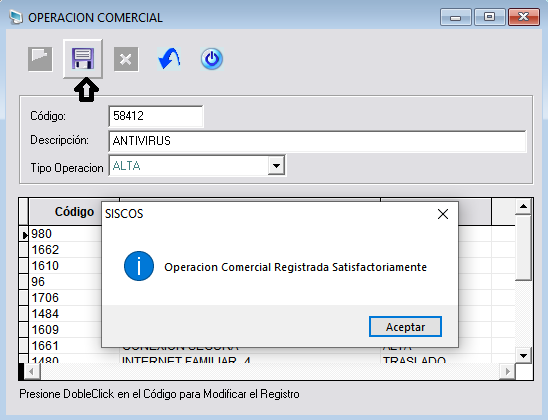 OPERACION COMERCIAL
Código: 58412
Descripción: ANTIVIRUS
Tipo Operacion ALTA
Código
SISCOS
980
1662
1610
Operacion Comercial Registrada Satisfactoriamente
96
1706
1484
1609
Aceptar
1661 CONEXION SEGURA ALTA
1480 INTERNET FAMILIAR 4 TRASLADO
Presione DobleClick en el Código para Modificar el Registro